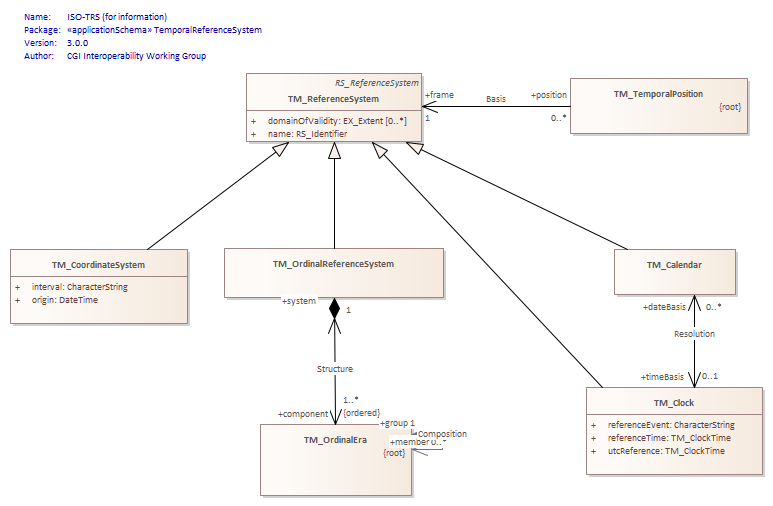 Name: ISO-TRS (for information)
Package: «applicationSchema» TemporalReferenceSystem
Version: 3.0.0
Author: CGI Interoperability Working Group
RS_ReferenceSystem
TM_ReferenceSystem
+ domainOfValidity: EX_Extent [0..*]
+ name: RS_Identifier
+frame
1
Basis
+position
0..*
TM_TemporalPosition
{root}
TM_CoordinateSystem
+ interval: CharacterString
+ origin: DateTime
TM_OrdinalReferenceSystem
+system
1
Structure
1..*
+component
{ordered}
TM_Calendar
+dateBasis
0..*
Resolution
+timeBasis
0..1
TM_Clock
+ referenceEvent: CharacterString
+ referenceTime: TM_ClockTime
+ utcReference: TM_ClockTime
TM_OrdinalEra
+group 1
Composition
+member 0..*
{root}